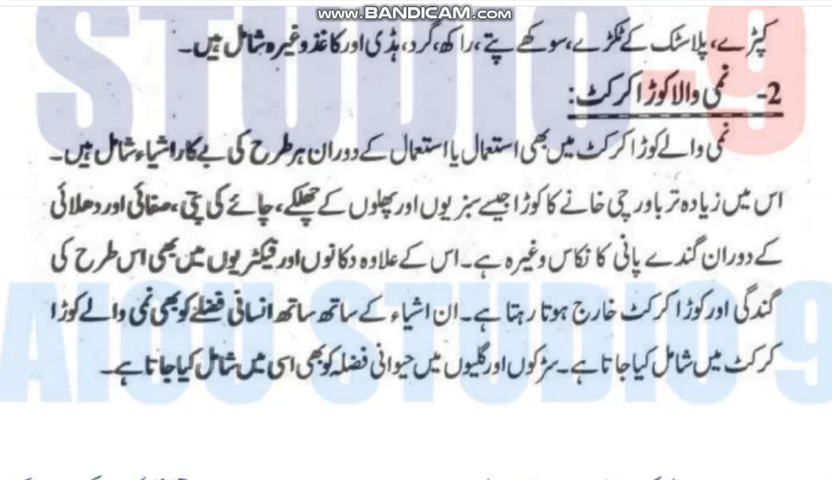 www.BANDICAM.com
کپڑے، پلاسٹک کے ٹکڑے، سوکھے پتے، راکھ، گرد، ہڈی اور کاغذ وغیرہ شامل ہیں۔
2- نمی والا کوڑا کرکٹ:
نمی والے کوڑا کرکٹ میں بھی استعمال یا استعمال کے دوران ہر طرح کی بے کار اشیاء شامل ہیں۔
اس میں زیادہ تر باورچی خانے کا کوڑا جیسے سبزیوں اور پھلوں کے چھلکے، چائے کی پتی، صفائی اور دھلائی
کے دوران گندے پانی کا نکاس وغیرہ ہے۔ اس کے علاوہ دکانوں اور فیکٹریوں میں بھی اس طرح کی
گندگی اور کوڑا کرکٹ خارج ہوتا رہتا ہے۔ ان اشیاء کے ساتھ ساتھ انسانی فضلے کو بھی نمی والے کوڑا
کرکٹ میں شامل کیا جاتا ہے۔ سڑکوں اور گلیوں میں حیوانی فضلہ کو بھی اسی میں شامل کیا جاتا ہے۔
STUDIO-9
AIOU STUDIO 9